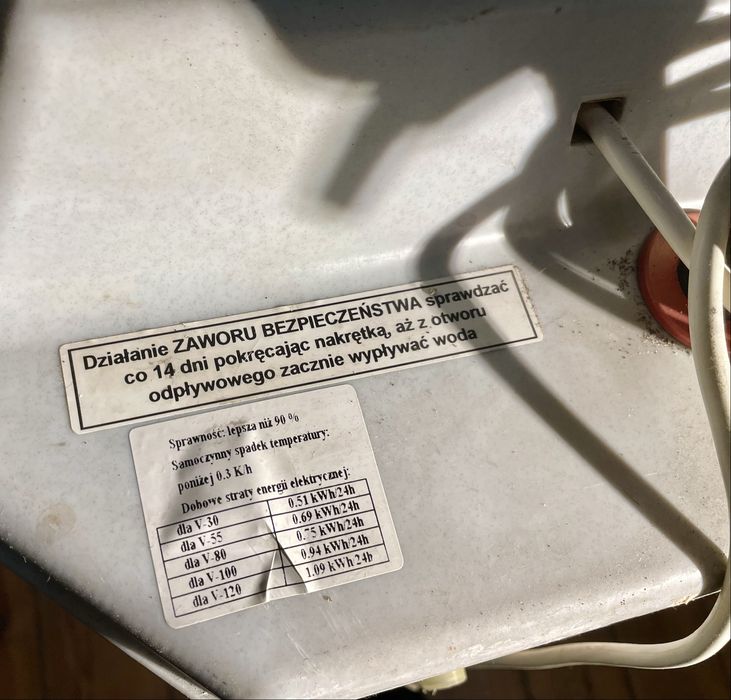 Działanie ZAWORU BEZPIECZEŃSTWA sprawdzać
co 14 dni pokręcając nakrętką, aż z otworu
odpływowego zacznie wypływać woda
Sprawność: lepsza niż 90 %
Samoczynny spadek temperatury:
poniżej 0.3 K/h
Dobowe straty energii elektrycznej:
dla V-30 0.51 kWh/24h
dla V-55 0.69 kWh/24h
dla V-80 0.75 kWh/24h
dla V-100 0.94 kWh/24h
dla V-120 1.09 kWh/24h